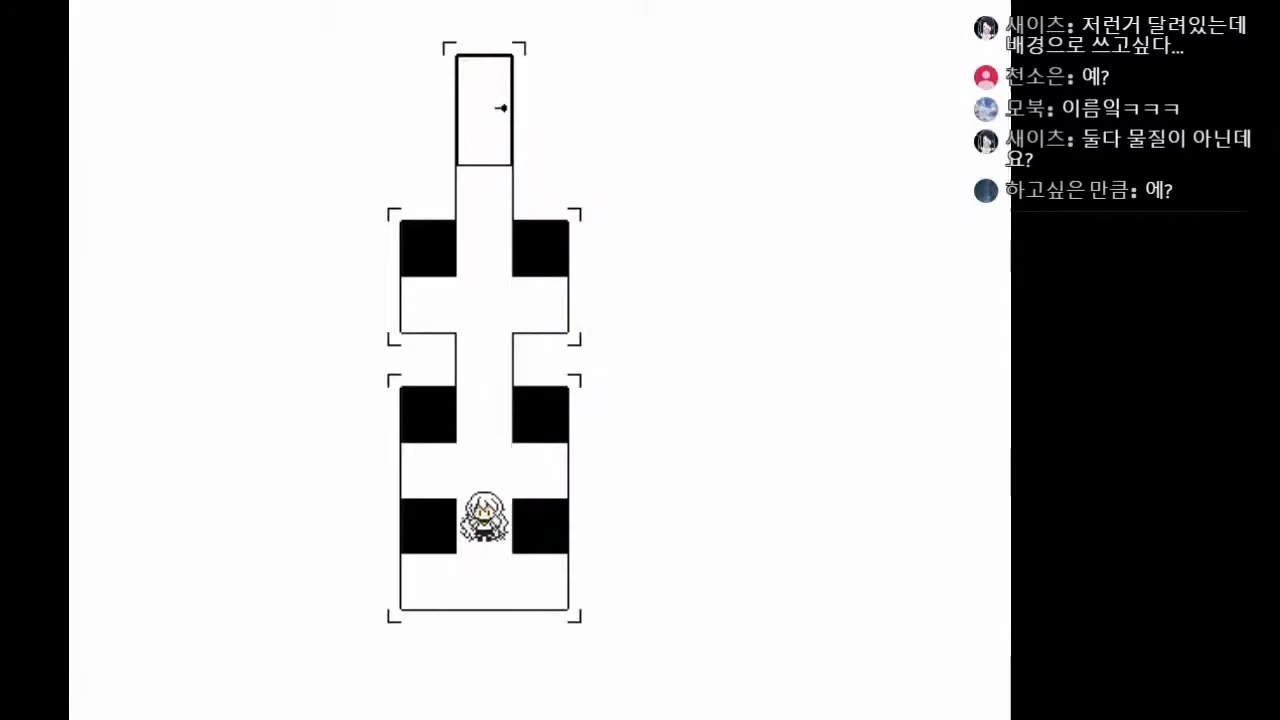 새이츠: 저런거 달려있는데
배경으로 쓰고싶다...
천소은: 예?
모북: 이름잌ㅋㅋㅋ
새이츠: 둘다 물질이 아닌데
요?
하고싶은 만큼: 에?